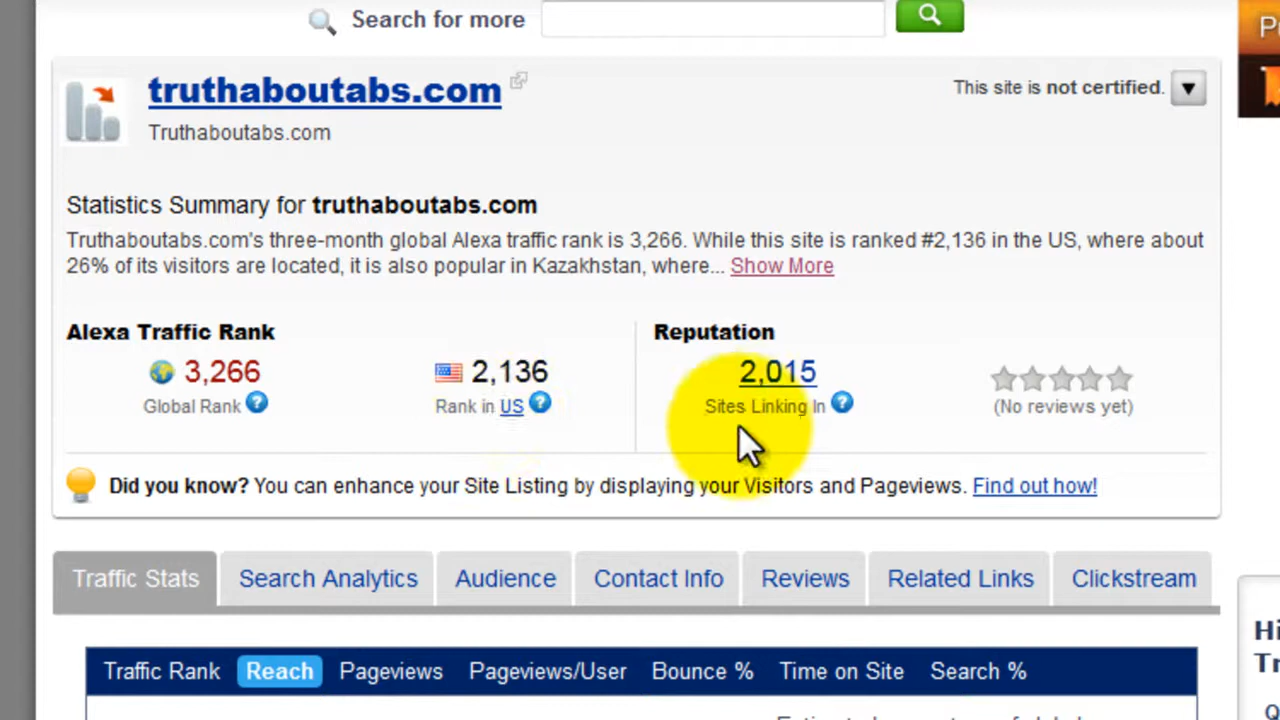 Search for more
truthaboutabs.com
This site is not certified.
Truthaboutabs.com
Statistics Summary for truthaboutabs.com
Truthaboutabs.com's three-month global Alexa traffic rank is 3,266. While this site is ranked #2,136 in the US, where about
26% of its visitors are located, it is also popular in Kazakhstan, where... Show More
Alexa Traffic Rank
Reputation
3,266
2,136
2,015
Global Rank ?
Rank in US ?
Sites Linking In ?
(No reviews yet)
Did you know? You can enhance your Site Listing by displaying your Visitors and Pageviews. Find out how!
Traffic Stats
Search Analytics
Audience
Contact Info
Reviews
Related Links
Clickstream
Traffic Rank
Reach
Pageviews
Pageviews/User
Bounce %
Time on Site
Search %